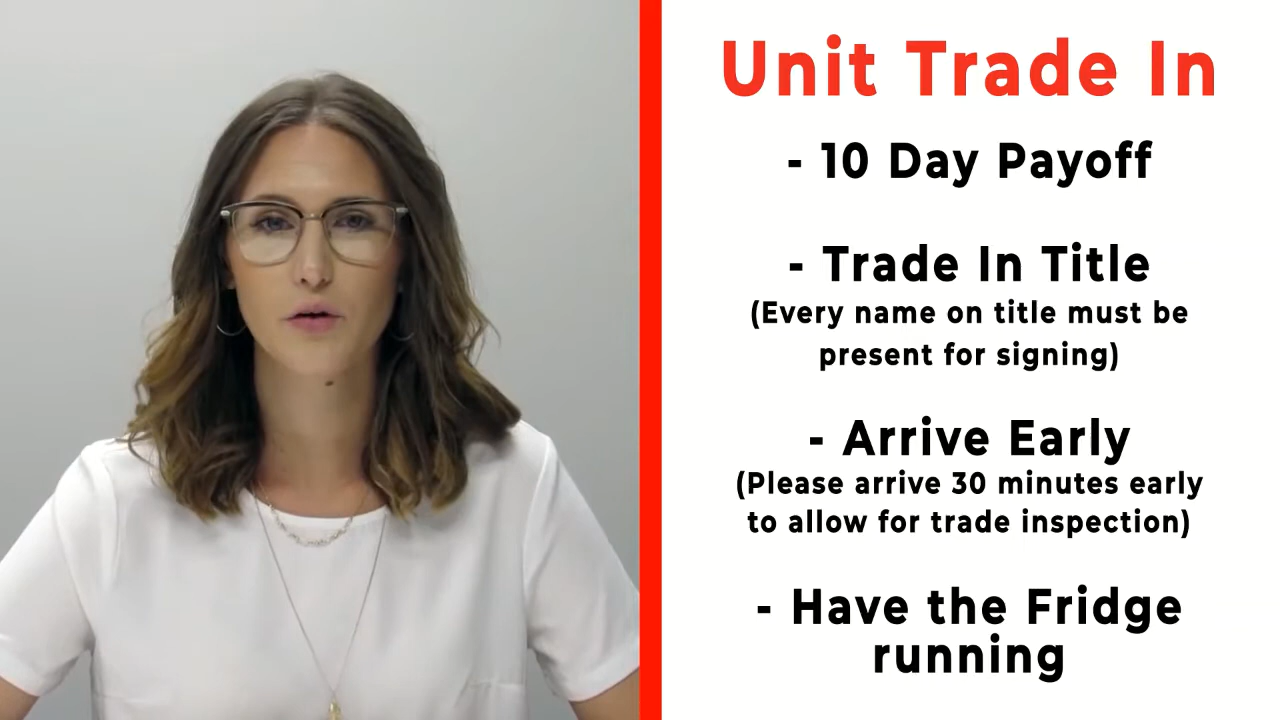 Unit Trade In
- 10 Day Payoff
- Trade In Title
(Every name on title must be
present for signing)
- Arrive Early
(Please arrive 30 minutes early
to allow for trade inspection)
- Have the Fridge
running